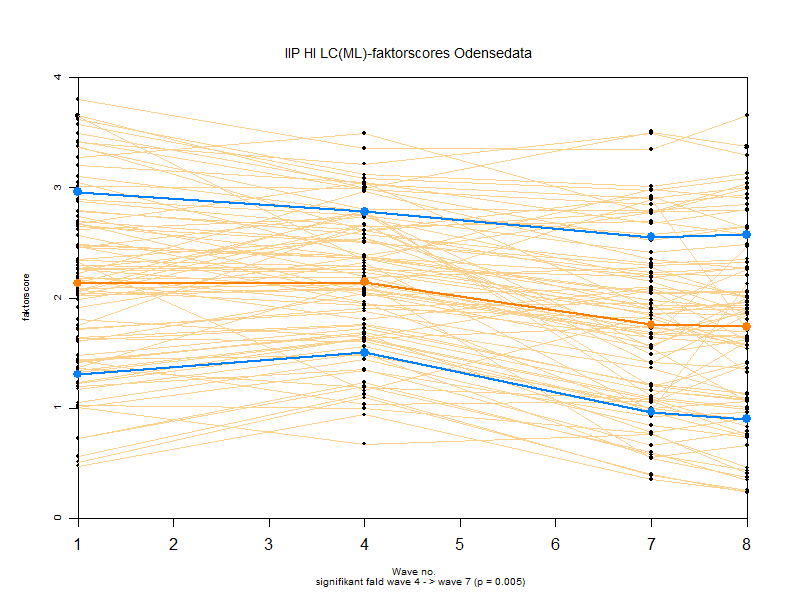 IIP HI LC(ML)-faktorscores Odensedata
4
3
2
1
0
faktorscore
1 2 3 4 5 6 7 8
Wave no.
signifikant fald wave 4 - > wave 7 (p = 0.005)